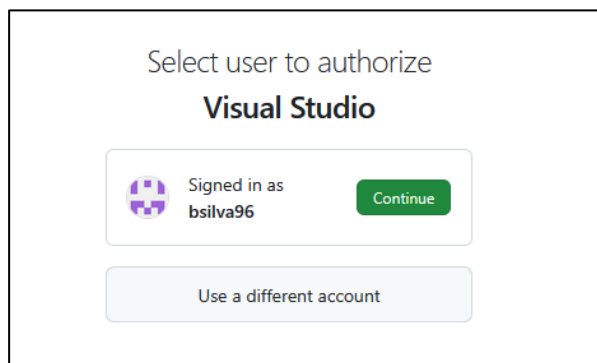 Select user to authorize
Visual Studio
Signed in as
bsilva96
Continue
Use a different account